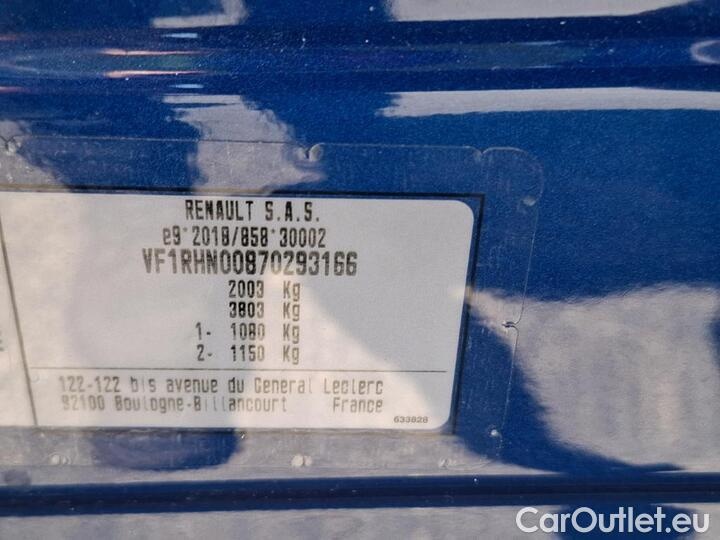 RENAULT S.A.S.
e9*2018/858*30002
VF1RHN00870293166
2003 Kg
3803 Kg
1- 1080 Kg
2- 1150 Kg
122-122 bis avenue du General Leclerc
92100 Boulogne-Billancourt France
633828
CarOutlet.eu